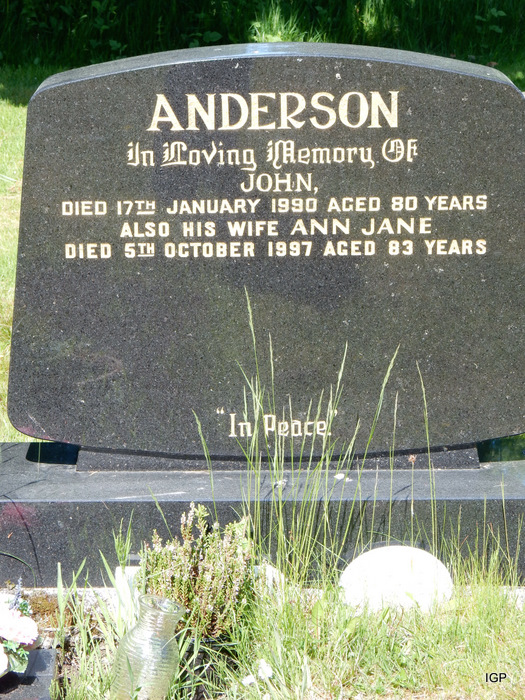 ANDERSON
In Loving Memory Of
JOHN,
DIED 17TH JANUARY 1990 AGED 80 YEARS
ALSO HIS WIFE ANN JANE
DIED 5TH OCTOBER 1997 AGED 83 YEARS
"In Peace."
IGP